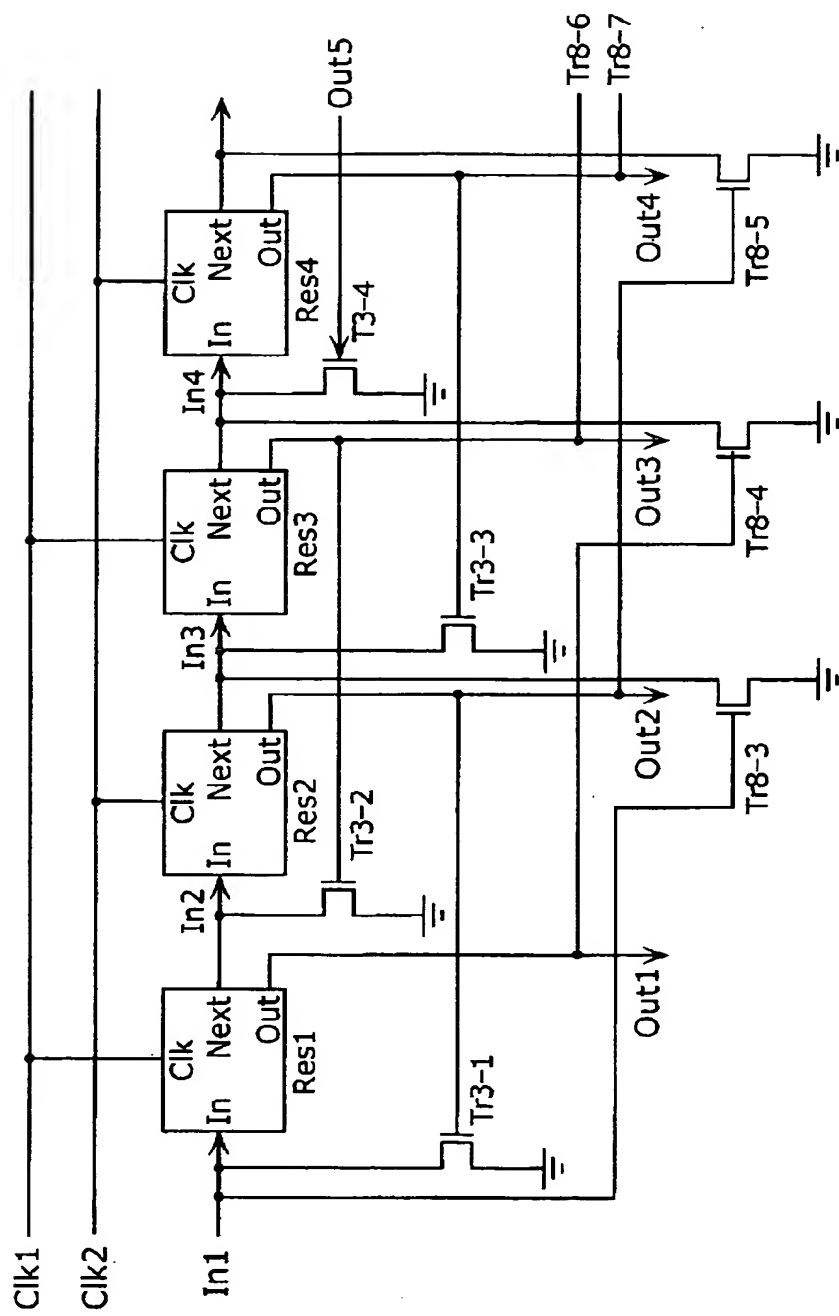 Clk1
Clk2
In1
Clk
In
Next
Out
Res1
In2
Clk
In
Next
Out
Res2
In3
Clk
In
Next
Out
Res3
In4
Clk
In
Next
Out
Res4
Out5
T3-4
Tr3-2
Tr3-3
Tr3-1
Tr8-6
Tr8-7
Out1
Out2
Out3
Out4
Tr8-3
Tr8-4
Tr8-5